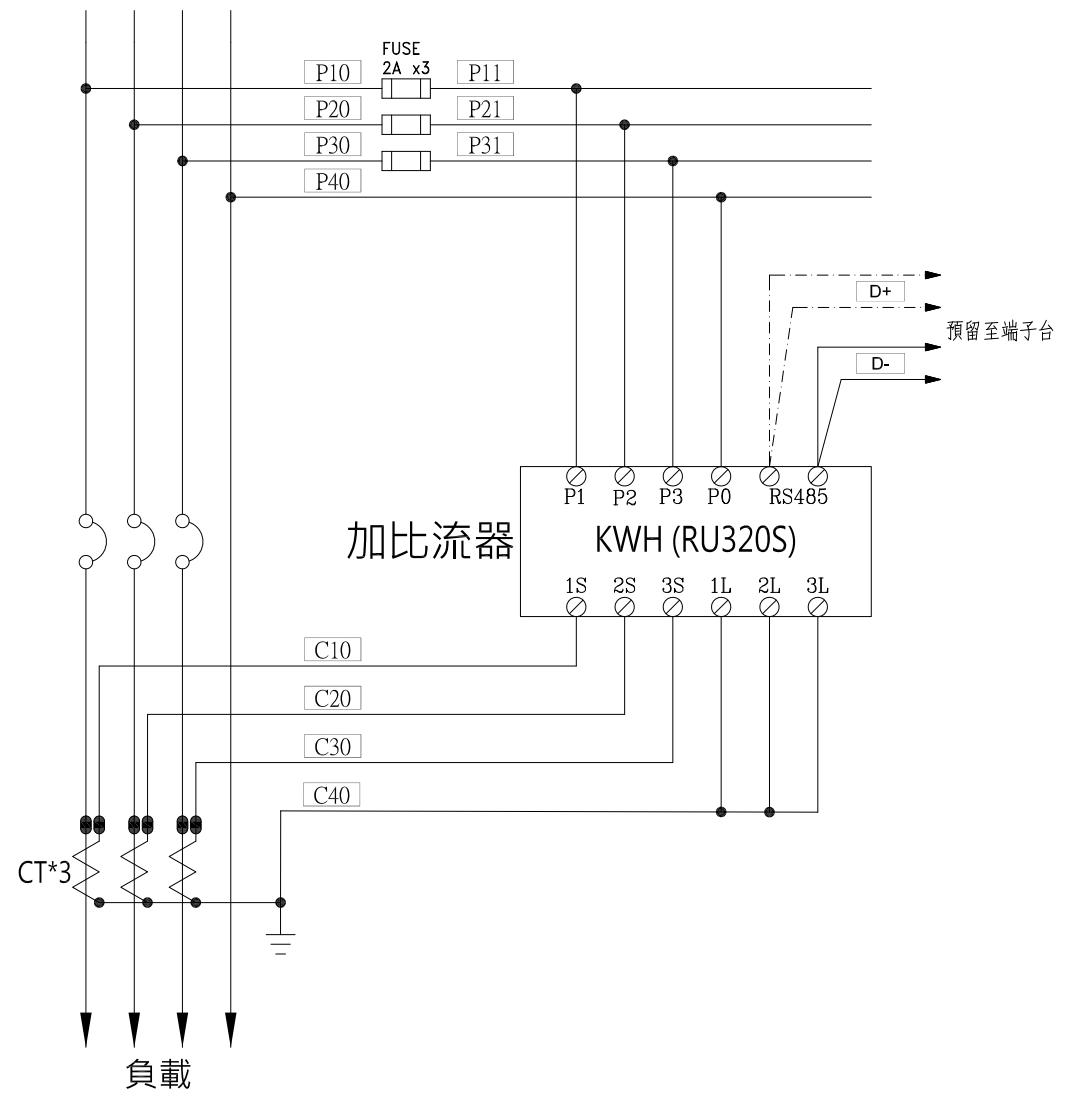 FUSE
2A x3
P10
P11
P20
P21
P30
P31
P40
D+
預留至端子台
D-
P1 P2 P3 P0 RS485
加比流器
KWH (RU320S)
1S 2S 3S 1L 2L 3L
C10
C20
C30
C40
CT*3
負載